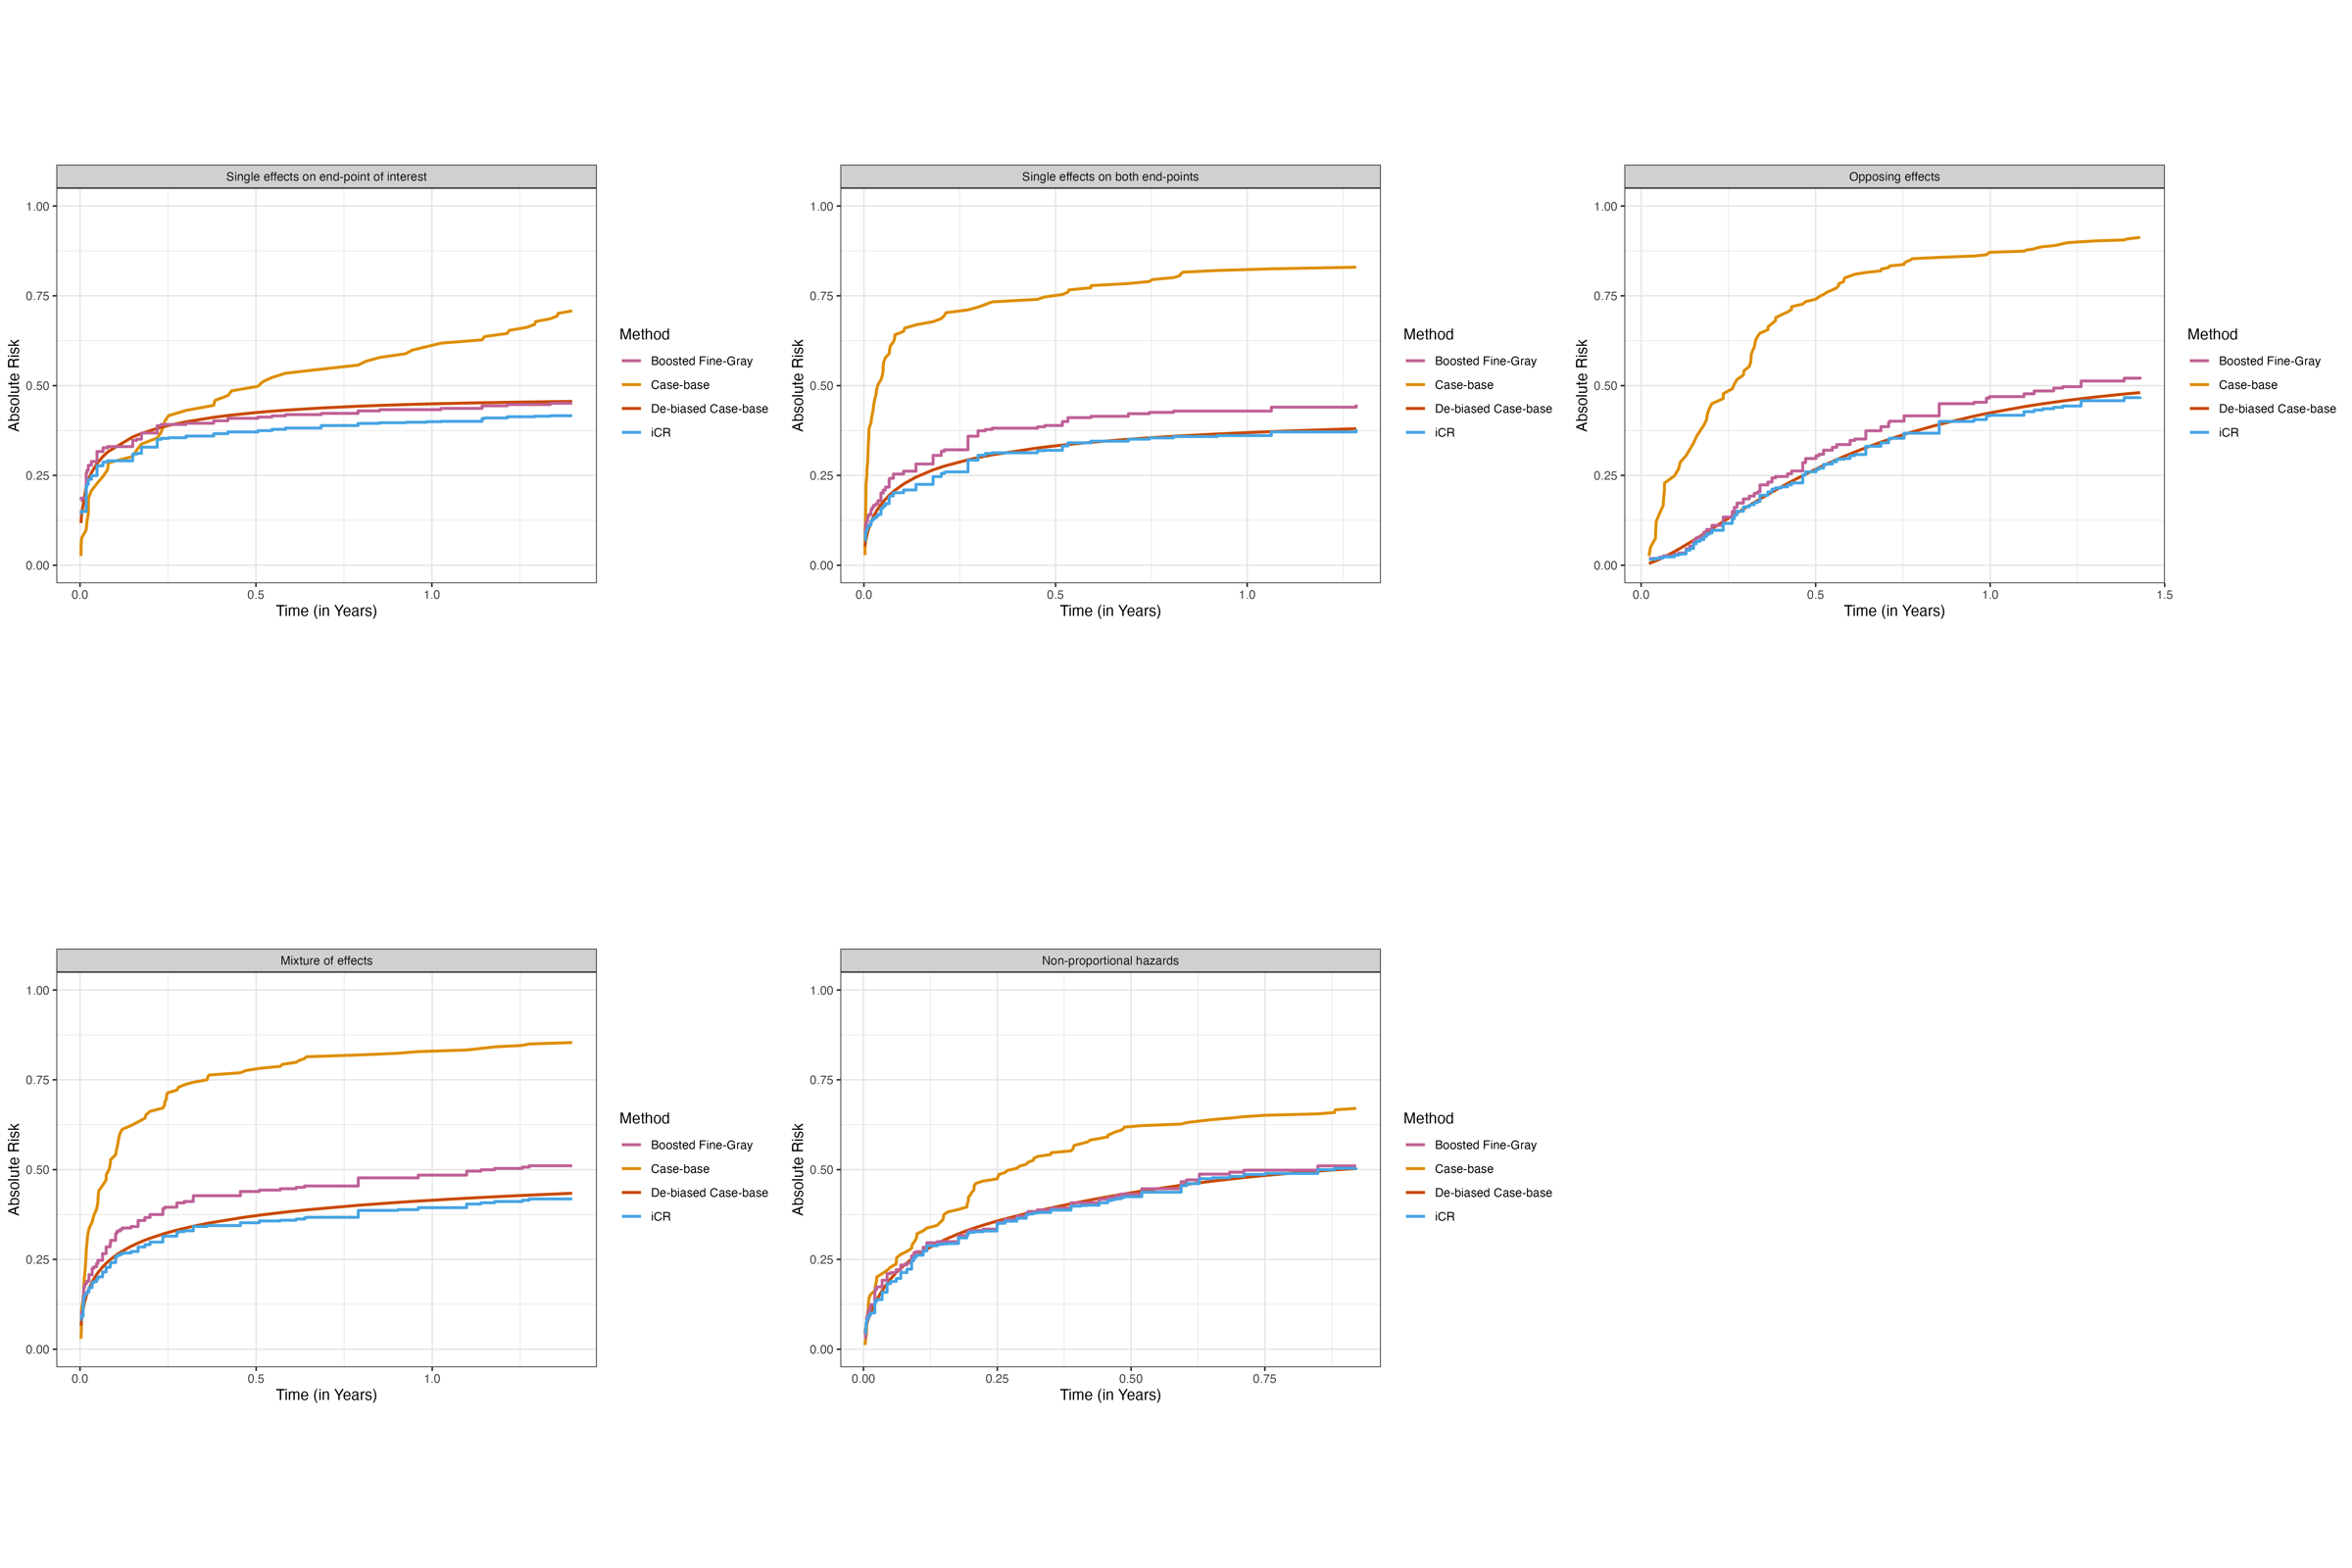 Single effects on end-point of interest
1.00
0.75
0.50
0.25
0.00
Absolute Risk
0.0 0.5 1.0
Time (in Years)
Method
Boosted Fine-Gray
Case-base
De-biased Case-base
iCR
Single effects on both end-points
1.00
0.75
0.50
0.25
0.00
Absolute Risk
0.0 0.5 1.0
Time (in Years)
Method
Boosted Fine-Gray
Case-base
De-biased Case-base
iCR
Opposing effects
1.00
0.75
0.50
0.25
0.00
Absolute Risk
0.0 0.5 1.0 1.5
Time (in Years)
Method
Boosted Fine-Gray
Case-base
De-biased Case-base
iCR
Mixture of effects
1.00
0.75
0.50
0.25
0.00
Absolute Risk
0.0 0.5 1.0
Time (in Years)
Method
Boosted Fine-Gray
Case-base
De-biased Case-base
iCR
Non-proportional hazards
1.00
0.75
0.50
0.25
0.00
Absolute Risk
0.00 0.25 0.50 0.75
Time (in Years)
Method
Boosted Fine-Gray
Case-base
De-biased Case-base
iCR